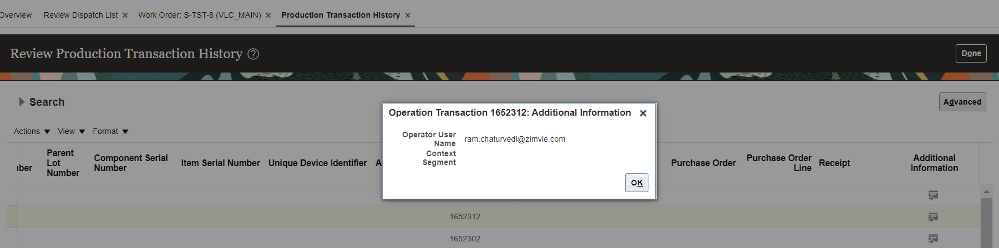 Overview Review Dispatch List × Work Order: S-TST-8 (VLC_MAIN) × Production Transaction History ×
Review Production Transaction History ?
Done
Search
Advanced
Operation Transaction 1652312: Additional Information ×
Operator User
Name
ram.chaturvedi@zimvie.com
Context
Segment
OK
Actions View Format
Parent
Lot
Number
Component Serial
Number
Item Serial Number
Unique Device Identifier
Purchase Order
Purchase Order
Line
Receipt
Additional
Information
1652312
1652302